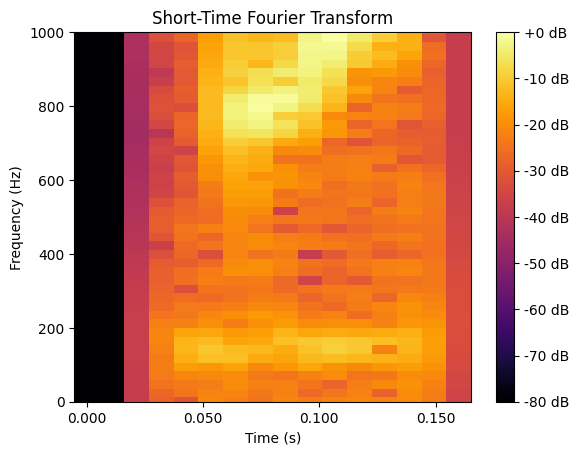 Short-Time Fourier Transform
1000
800
600
400
200
0
Frequency (Hz)
0.000
0.050
0.100
0.150
Time (s)
+0 dB
-10 dB
-20 dB
-30 dB
-40 dB
-50 dB
-60 dB
-70 dB
-80 dB